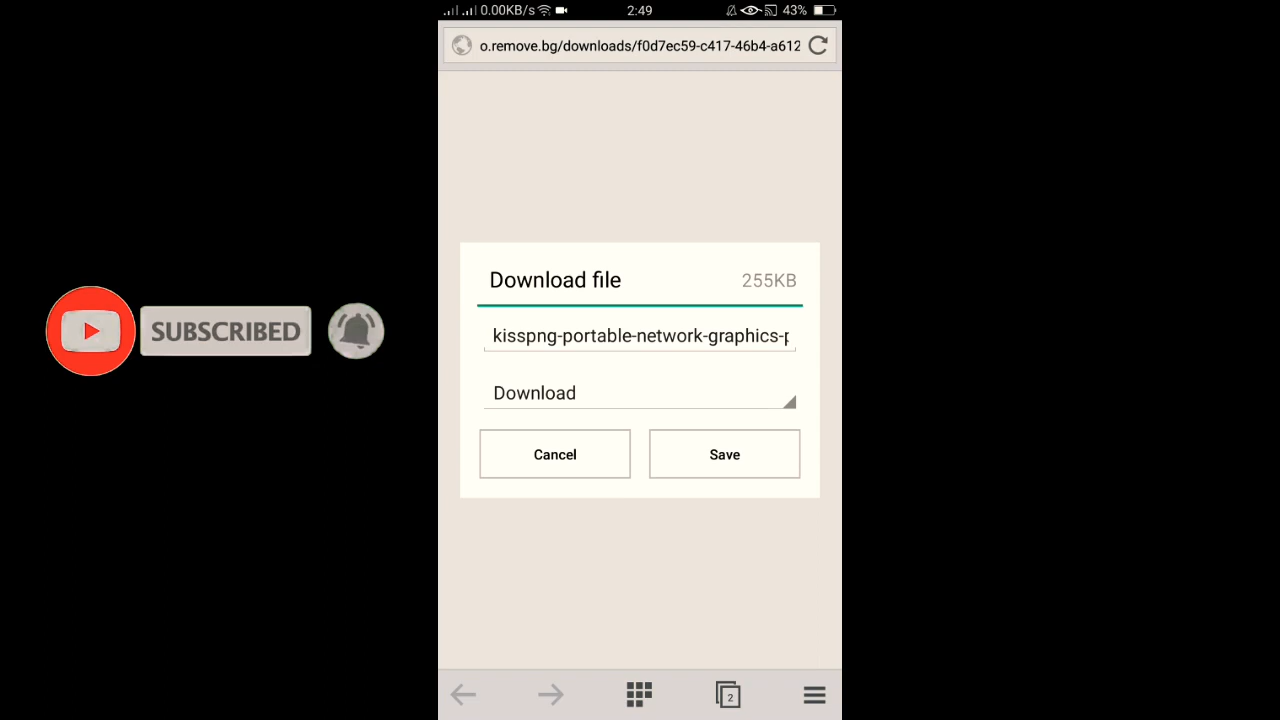 0.00KB/s 2:49 43%
o.remove.bg/downloads/f0d7ec59-c417-46b4-a612
Download file 255KB
kisspng-portable-network-graphics-p
SUBSCRIBED
Download
Cancel Save
2